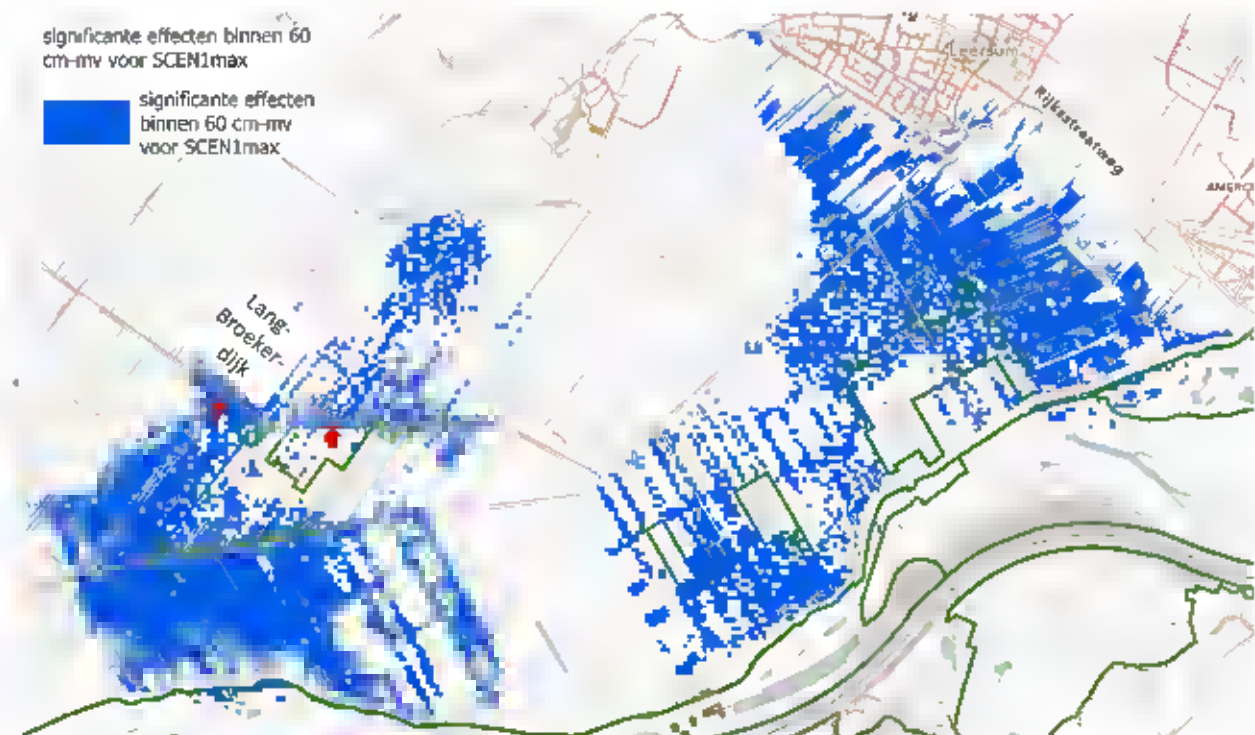 significante effecten binnen 60
cm-mv voor SCEN1max
significante effecten
binnen 60 cm-mv
voor SCEN1max
Leersum
Rijksstraatweg
Lang-
Broeker-
dijk